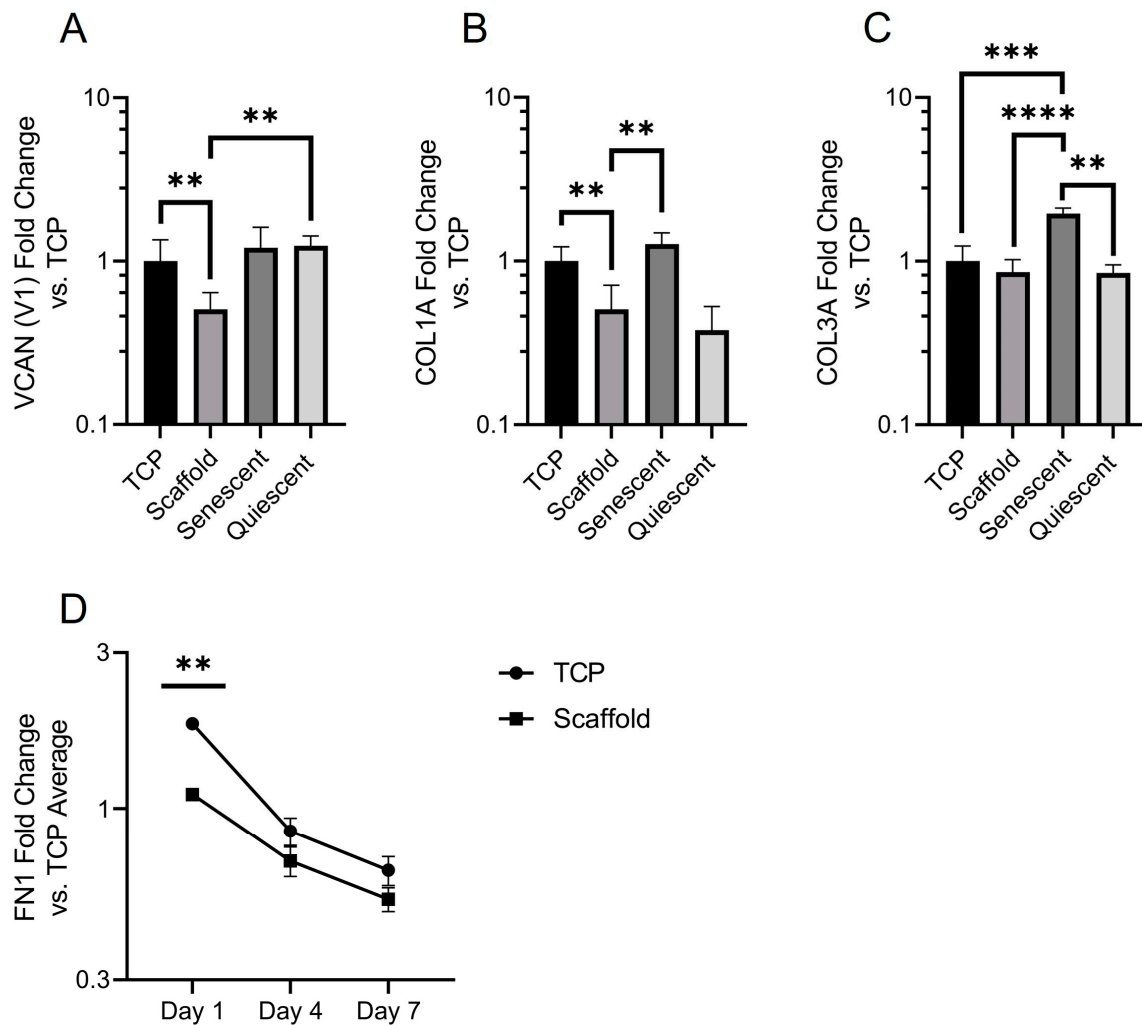 A
VCAN (V1) Fold Change
vs. TCP
10
1
0.1
**
**
TCP
Scaffold
Senescent
Quiescent
B
COL1A Fold Change
vs. TCP
10
1
0.1
**
**
TCP
Scaffold
Senescent
Quiescent
C
COL3A Fold Change
vs. TCP
10
1
0.1
***
****
**
TCP
Scaffold
Senescent
Quiescent
D
FN1 Fold Change
vs. TCP Average
3
1
0.3
**
Day 1
Day 4
Day 7
TCP
Scaffold